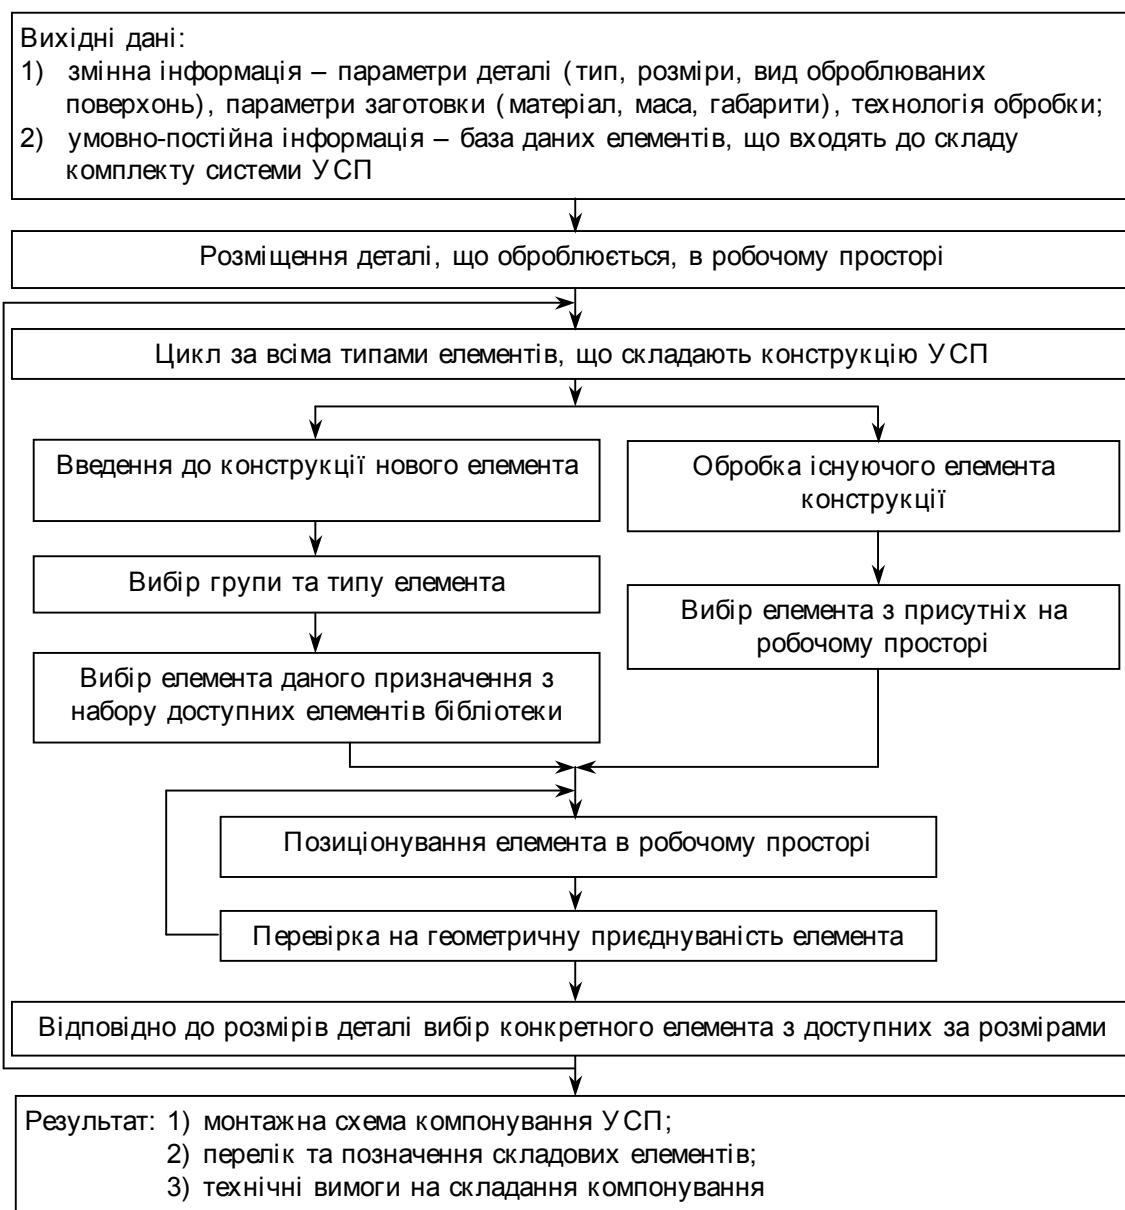 Вихідні дані:
1) змінна інформація – параметри деталі (тип, розміри, вид оброблюваних
поверхонь), параметри заготовки (матеріал, маса, габарити), технологія обробки;
2) умовно-постійна інформація – база даних елементів, що входять до складу
комплекту системи УСП
Розміщення деталі, що оброблюється, в робочому просторі
Цикл за всіма типами елементів, що складають конструкцію УСП
Введення до конструкції нового елемента
Вибір групи та типу елемента
Вибір елемента даного призначення з
набору доступних елементів бібліотеки
Обробка існуючого елемента
конструкції
Вибір елемента з присутніх на
робочому просторі
Позиціонування елемента в робочому просторі
Перевірка на геометричну приєднуваність елемента
Відповідно до розмірів деталі вибір конкретного елемента з доступних за розмірами
Результат: 1) монтажна схема компонування УСП;
2) перелік та позначення складових елементів;
3) технічні вимоги на складання компонування